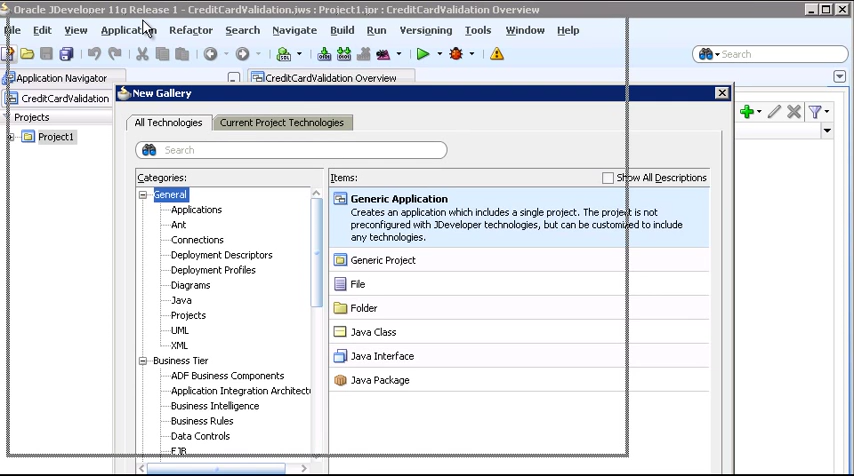 Oracle JDeveloper 11g Release 1 - CreditCardValidation.jws : Project1.jpr : CreditCardValidation Overview
File Edit View Application Refactor Search Navigate Build Run Versioning Tools Window Help
Search
Application Navigator
CreditCardValidation Overview
CreditCardValidation
Projects
Project1
New Gallery
All Technologies
Current Project Technologies
Search
Categories:
General
Applications
Ant
Connections
Deployment Descriptors
Deployment Profiles
Diagrams
Java
Projects
UML
XML
Business Tier
ADF Business Components
Application Integration Architectu
Business Intelligence
Business Rules
Data Controls
EJB
Items:
Show All Descriptions
Generic Application
Creates an application which includes a single project. The project is not
preconfigured with JDeveloper technologies, but can be customized to include
any technologies.
Generic Project
File
Folder
Java Class
Java Interface
Java Package